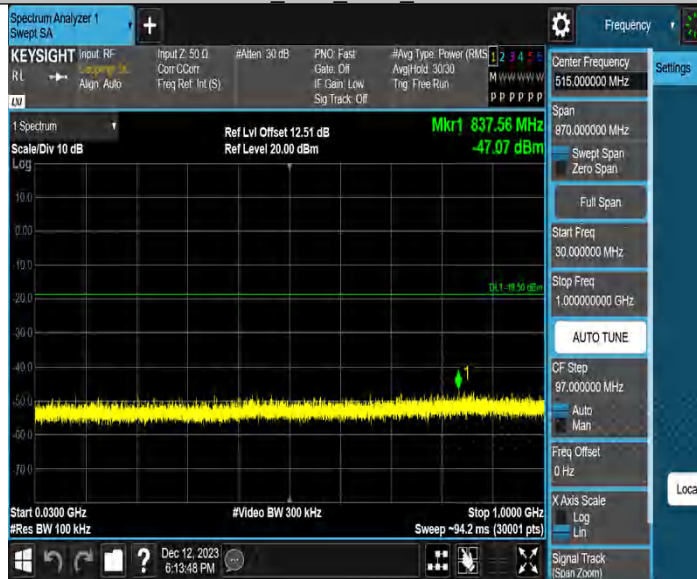 Spectrum Analyzer 1
Swept SA
+
Frequency
KEYSIGHT
Input: RF
Coupling: DC
Align: Auto
RL
LXI
Input Z: 50 Ω
Corr CCorr
Freq Ref: Int (S)
#Atten: 30 dB
PNO: Fast
Gate: Off
IF Gain: Low
Sig Track: Off
#Avg Type: Power (RMS
Avg|Hold: 30/30
Trig: Free Run
1 2 3 4 5 6
M W W W W W
P P P P P P
1 Spectrum
Scale/Div 10 dB
Log
Ref Lvl Offset 12.51 dB
Ref Level 20.00 dBm
Mkr1 837.56 MHz
-47.07 dBm
10.0
0.00
-10.0
-20.0
-30.0
-40.0
-50.0
-60.0
-70.0
1
Start 0.0300 GHz
#Res BW 100 kHz
#Video BW 300 kHz
Stop 1.0000 GHz
Sweep ~94.2 ms (30001 pts)
Center Frequency
515.000000 MHz
Settings
Span
970.000000 MHz
Swept Span
Zero Span
Full Span
Start Freq
30.000000 MHz
Stop Freq
1.000000000 GHz
AUTO TUNE
CF Step
97.000000 MHz
Auto
Man
Freq Offset
0 Hz
X Axis Scale
Log
Lin
Signal Track
(Span Zoom)
Loca
?
Dec 12, 2023
6:13:48 PM